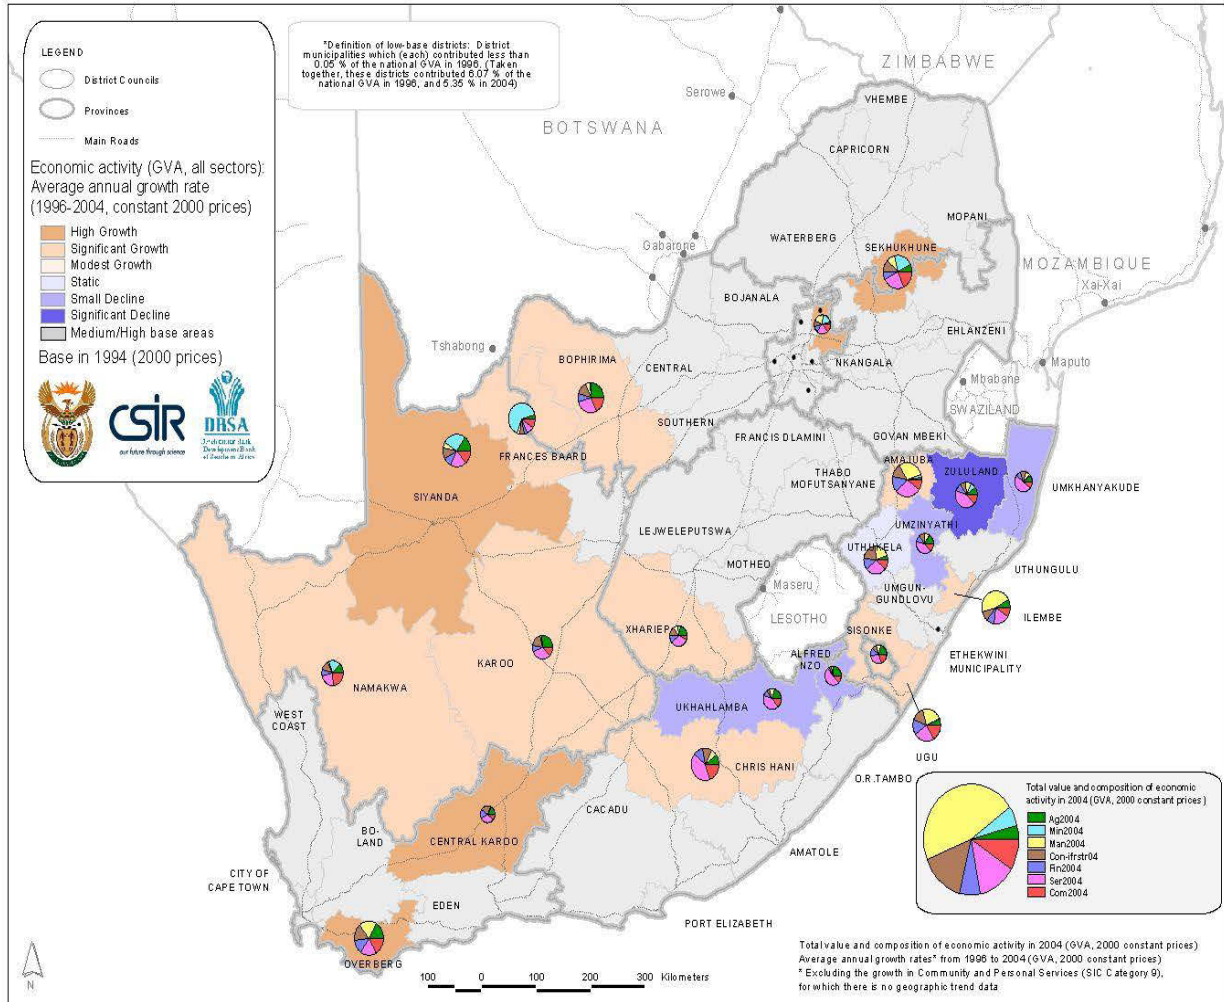 LEGEND
District Councils
Provinces
Main Roads
Economic activity (GVA, all sectors):
Average annual growth rate
(1996-2004, constant 2000 prices)
High Growth
Significant Growth
Modest Growth
Static
Small Decline
Significant Decline
Medium/High base areas
Base in 1994 (2000 prices)
CSIR
our future through science
DBSA
*Definition of low-base districts: District
municipalities which (each) contributed less than
0.05 % of the national GVA in 1996. (Taken
together, these districts contributed 6.07 % of the
national GVA in 1996, and 5.35 % in 2004)
ZIMBABWE
Serowe
VHEMBE
BOTSWANA
CAPRICORN
MOPANI
WATERBERG
SEKHUKHUNE
Gabarone
MOZAMBIQUE
Xai-Xai
BOJANALA
EHLANZENI
Tshabong
BOPHIRIMA
CENTRAL
NKANGALA
Maputo
Mbabane
SWAZILAND
SOUTHERN
FRANCIS DLAMINI
GOVAN MBEKI
FRANCES BAARD
THABO
MOFUTSANYANE
AMAJUBA
ZULULAND
UMKHANYAKUDE
SIYANDA
LEJWELEPUTSWA
UMZINYATHI
UTHUKELA
MOTHEO
UTHUNGULU
Maseru
UMGUN-
GUNDLOVU
LESOTHO
ILEMBE
XHARIEP
SISONKE
ETHEKWINI
MUNICIPALITY
ALFRED
NZO
KAROO
NAMAKWA
UKHAHLAMBA
WEST
COAST
UGU
CHRIS HANI
O.R.TAMBO
CACADU
BO-
LAND
CENTRAL KAROO
AMATOLE
CITY OF
CAPE TOWN
EDEN
PORT ELIZABETH
OVERBERG
Total value and composition of economic
activity in 2004 (GVA, 2000 constant prices )
Ag2004
Min2004
Man2004
Con-ifrstr04
Fin2004
Ser2004
Com2004
N
100 0 100 200 300 Kilometers
Total value and composition of economic activity in 2004 (GVA, 2000 constant prices)
Average annual growth rates* from 1996 to 2004 (GVA, 2000 constant prices)
* Excluding the growth in Community and Personal Services (SIC Category 9),
for which there is no geographic trend data